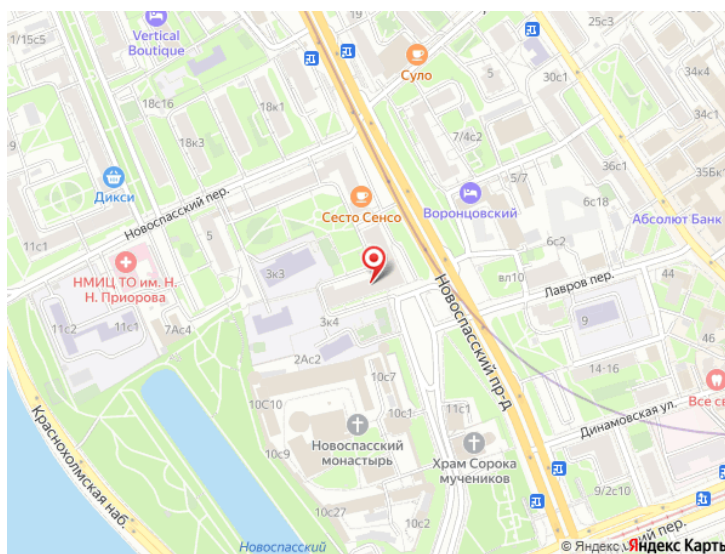 Vertical
Boutique
1/15с5
19
25с3
Суло
5
30с1
34к4
18с16
18к1
18к3
7/4с2
36с1
35Бк1
Дикси
Новоспасский пер.
Сесто Сенсо
Воронцовский
5/7
6с18
Абсолют Банк
11с1
5
6с2
НМИЦ ТО им. Н.
Н. Приорова
3к3
вл10
Лавров пер.
44
11с2
11с1
7Ас4
3к4
9
46
2Ас2
Новоспасский пр-д
14-16
10с7
Все св
10С10
10с1
11с1
Динамовская ул.
Краснохолмская наб.
10с9
Новоспасский
монастырь
Храм Сорока
мучеников
9/2с10
10с27
10с2
Новоспасский
ский пер.
© Яндекс Яндекс Карты